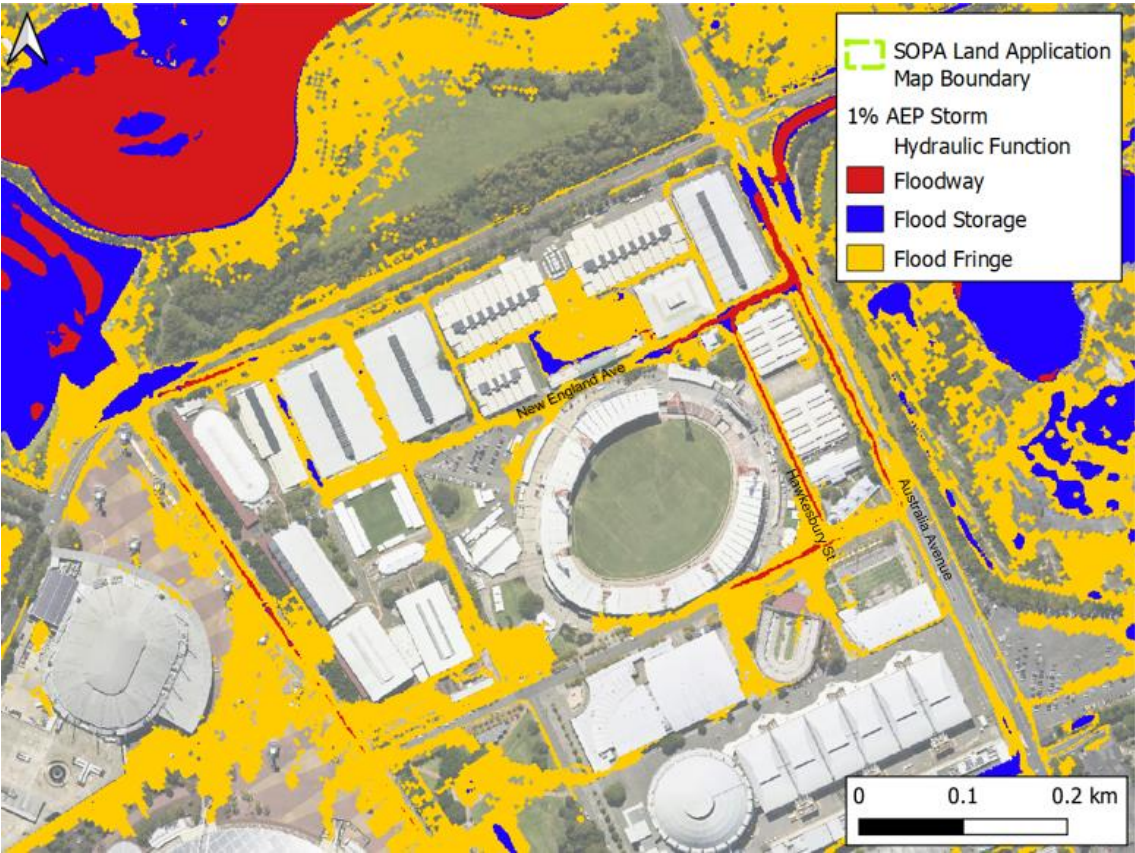 SOPA Land Application
Map Boundary
1% AEP Storm
Hydraulic Function
Floodway
Flood Storage
Flood Fringe
New England Ave
Hawkesbury St
Australia Avenue
0 0.1 0.2 km